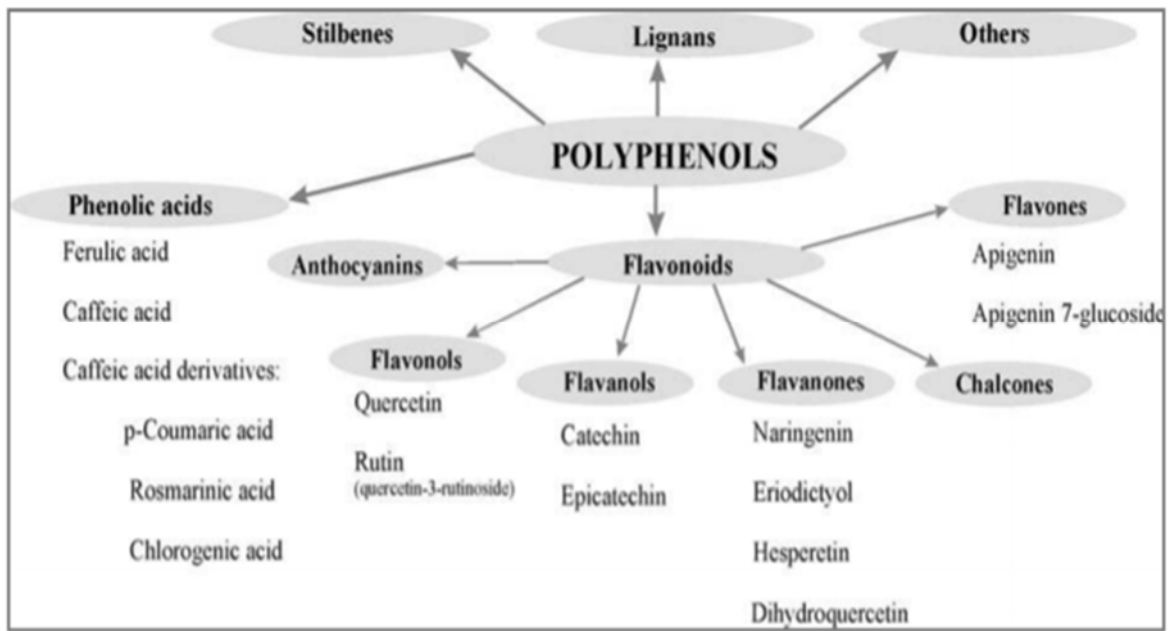 Stilbenes
Lignans
Others
POLYPHENOLS
Phenolic acids
Ferulic acid
Caffeic acid
Caffeic acid derivatives:
p-Coumaric acid
Rosmarinic acid
Chlorogenic acid
Anthocyanins
Flavonoids
Flavones
Apigenin
Apigenin 7-glucoside
Flavonols
Quercetin
Rutin
(quercetin-3-rutinoside)
Flavanols
Catechin
Epicatechin
Flavanones
Naringenin
Eriodictyol
Hesperetin
Dihydroquercetin
Chalcones